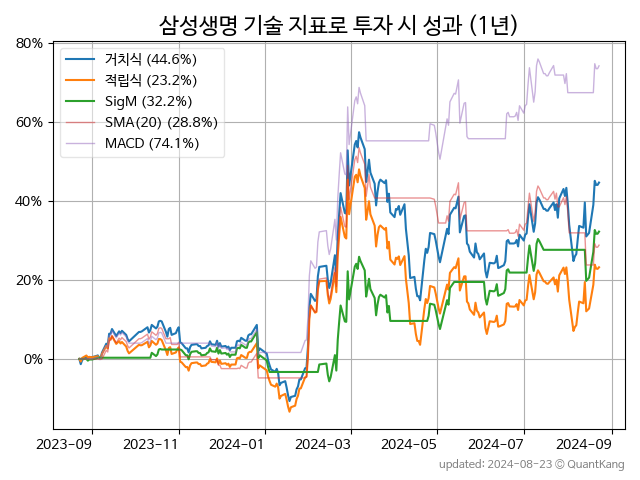 삼성생명 기술 지표로 투자 시 성과 (1년)
80%
60%
40%
20%
0%
거치식 (44.6%)
적립식 (23.2%)
SigM (32.2%)
SMA(20) (28.8%)
MACD (74.1%)
2023-09 2023-11 2024-01 2024-03 2024-05 2024-07 2024-09
updated: 2024-08-23 © QuantKang